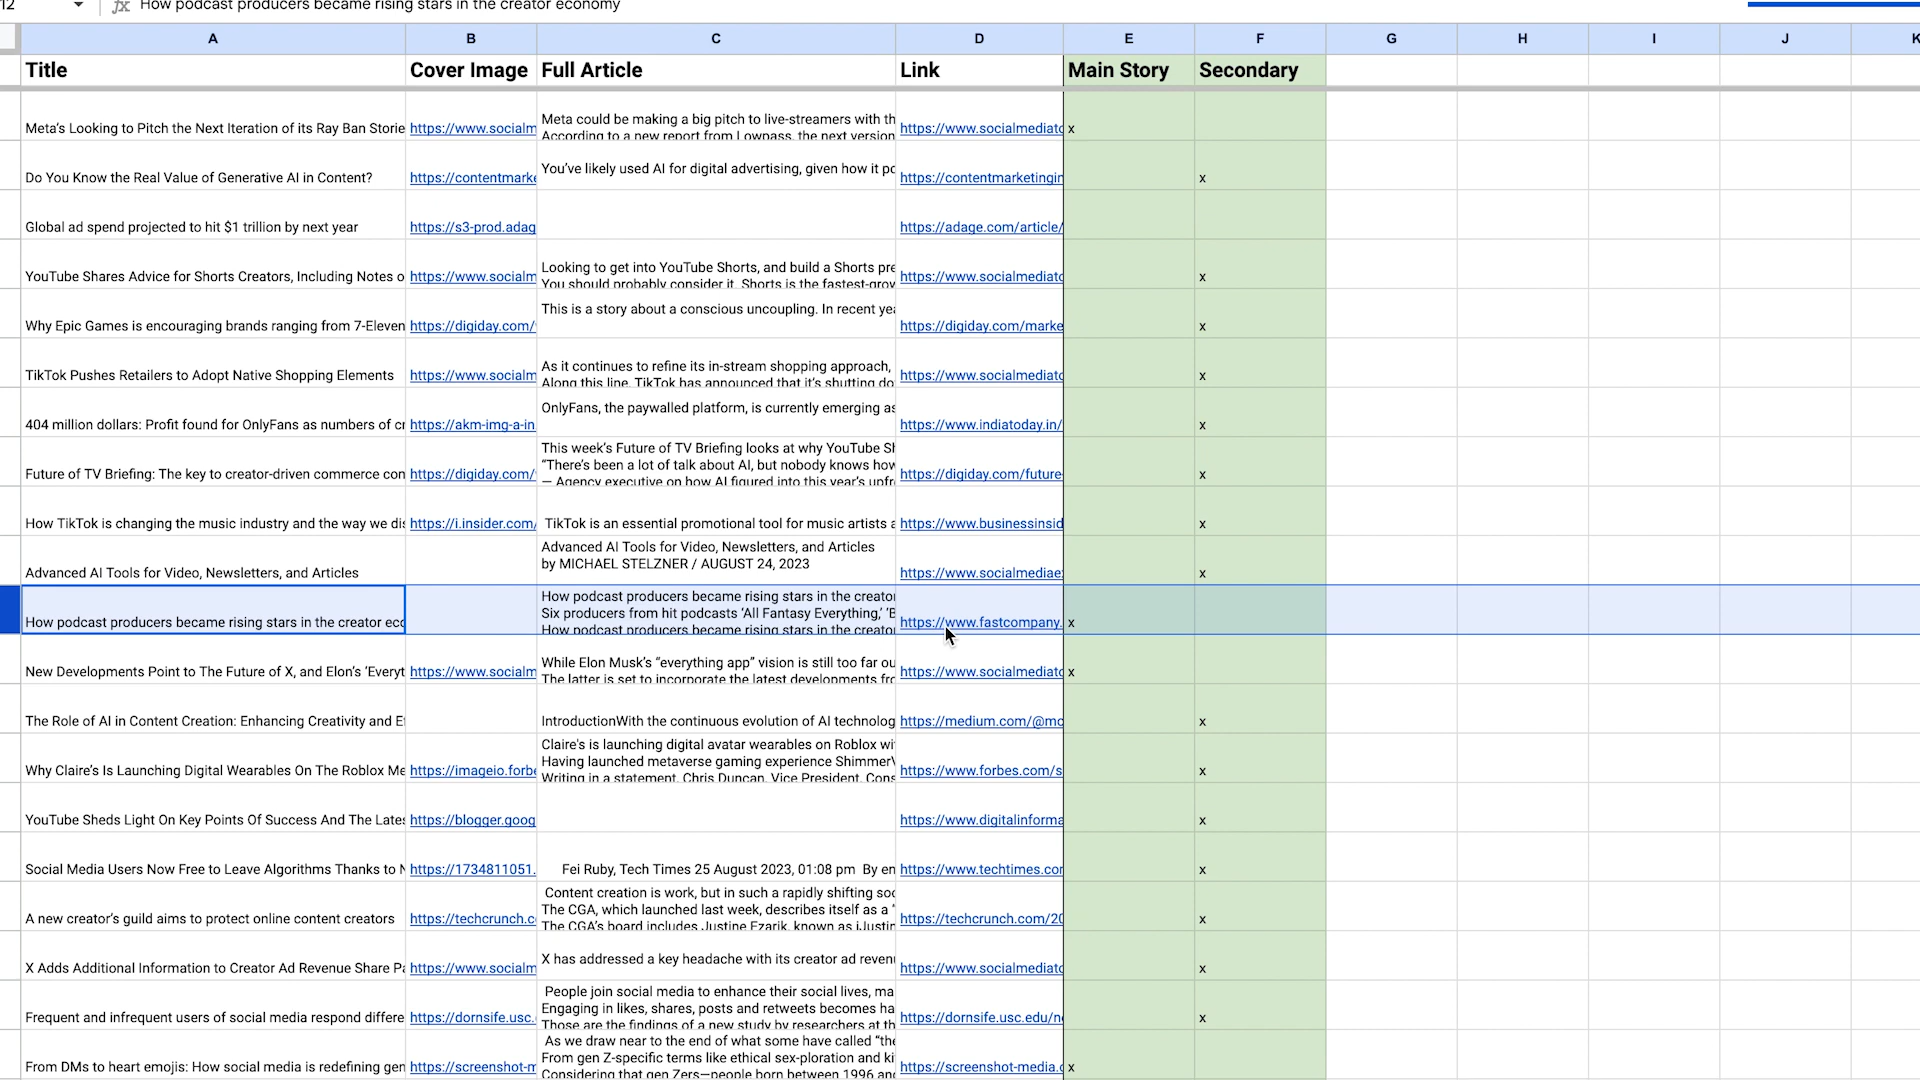 12 How podcast producers became rising stars in the creator economy
A B C D E F G H I J K
Title Cover Image Full Article Link Main Story Secondary
Meta’s Looking to Pitch the Next Iteration of its Ray Ban Storie https://www.socialm Meta could be making a big pitch to live-streamers with th https://www.socialmediato x
According to a new report from Lowpass, the next version
Do You Know the Real Value of Generative AI in Content? https://contentmarke You’ve likely used AI for digital advertising, given how it po https://contentmarketingin x
Global ad spend projected to hit $1 trillion by next year https://s3-prod.adag https://adage.com/article/
YouTube Shares Advice for Shorts Creators, Including Notes o https://www.socialm Looking to get into YouTube Shorts, and build a Shorts pre https://www.socialmediato x
You should probably consider it. Shorts is the fastest-grow
Why Epic Games is encouraging brands ranging from 7-Eleven https://digiday.com/ This is a story about a conscious uncoupling. In recent yea https://digiday.com/marke x
TikTok Pushes Retailers to Adopt Native Shopping Elements https://www.socialm As it continues to refine its in-stream shopping approach, https://www.socialmediato x
Along this line, TikTok has announced that it’s shutting do
404 million dollars: Profit found for OnlyFans as numbers of cr https://akm-img-a-in OnlyFans, the paywalled platform, is currently emerging as https://www.indiatoday.in/ x
Future of TV Briefing: The key to creator-driven commerce con https://digiday.com/ This week’s Future of TV Briefing looks at why YouTube Sh https://digiday.com/future x
“There’s been a lot of talk about AI, but nobody knows how
— Agency executive on how AI figured into this year’s upfr
How TikTok is changing the music industry and the way we dis https://i.insider.com/ TikTok is an essential promotional tool for music artists a https://www.businessinsid x
Advanced AI Tools for Video, Newsletters, and Articles Advanced AI Tools for Video, Newsletters, and Articles https://www.socialmediaex x
by MICHAEL STELZNER / AUGUST 24, 2023
How podcast producers became rising stars in the creator eco How podcast producers became rising stars in the creator https://www.fastcompany. x
Six producers from hit podcasts ‘All Fantasy Everything,’ ‘B
How podcast producers became rising stars in the creator
New Developments Point to The Future of X, and Elon’s ‘Everyt https://www.socialm While Elon Musk’s “everything app” vision is still too far ou https://www.socialmediato x
The latter is set to incorporate the latest developments fro
The Role of AI in Content Creation: Enhancing Creativity and Ef IntroductionWith the continuous evolution of AI technolog https://medium.com/@mo x
Why Claire’s Is Launching Digital Wearables On The Roblox Me https://imageio.forbe Claire's is launching digital avatar wearables on Roblox wi https://www.forbes.com/s x
Having launched metaverse gaming experience ShimmerV
Writing in a statement, Chris Duncan, Vice President, Cons
YouTube Sheds Light On Key Points Of Success And The Lates https://blogger.goog https://www.digitalinforma x
Social Media Users Now Free to Leave Algorithms Thanks to N https://1734811051. Fei Ruby, Tech Times 25 August 2023, 01:08 pm By en https://www.techtimes.com x
A new creator’s guild aims to protect online content creators https://techcrunch.co Content creation is work, but in such a rapidly shifting soc https://techcrunch.com/20 x
The CGA, which launched last week, describes itself as a “
The CGA’s board includes Justine Ezarik, known as iJustin
X Adds Additional Information to Creator Ad Revenue Share Pa https://www.socialm X has addressed a key headache with its creator ad reven https://www.socialmediato x
Frequent and infrequent users of social media respond differe https://dornsife.usc. People join social media to enhance their social lives, ma https://dornsife.usc.edu/ne x
Engaging in likes, shares, posts and retweets becomes ha
Those are the findings of a new study by researchers at th
From DMs to heart emojis: How social media is redefining gen https://screenshot-m As we draw near to the end of what some have called “the https://screenshot-media.c x
From gen Z-specific terms like ethical sex-ploration and ki
Considering that gen Zers—people born between 1996 and